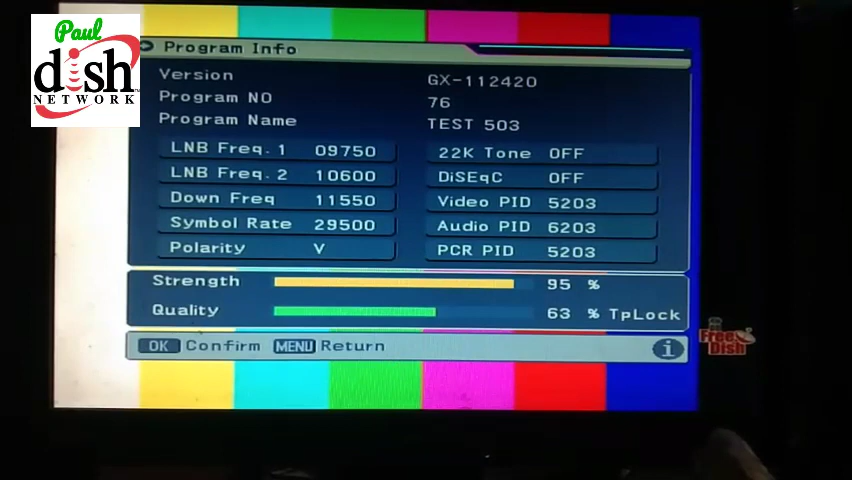 Paul
dish
NETWORK
Program Info
Version GX-112420
Program NO 76
Program Name TEST 503
LNB Freq. 1 09750
LNB Freq. 2 10600
Down Freq 11550
Symbol Rate 29500
Polarity V
22K Tone OFF
DiSEqC OFF
Video PID 5203
Audio PID 6203
PCR PID 5203
Strength 95 %
Quality 63 % TpLock
OK Confirm MENU Return
i
Free
Dish